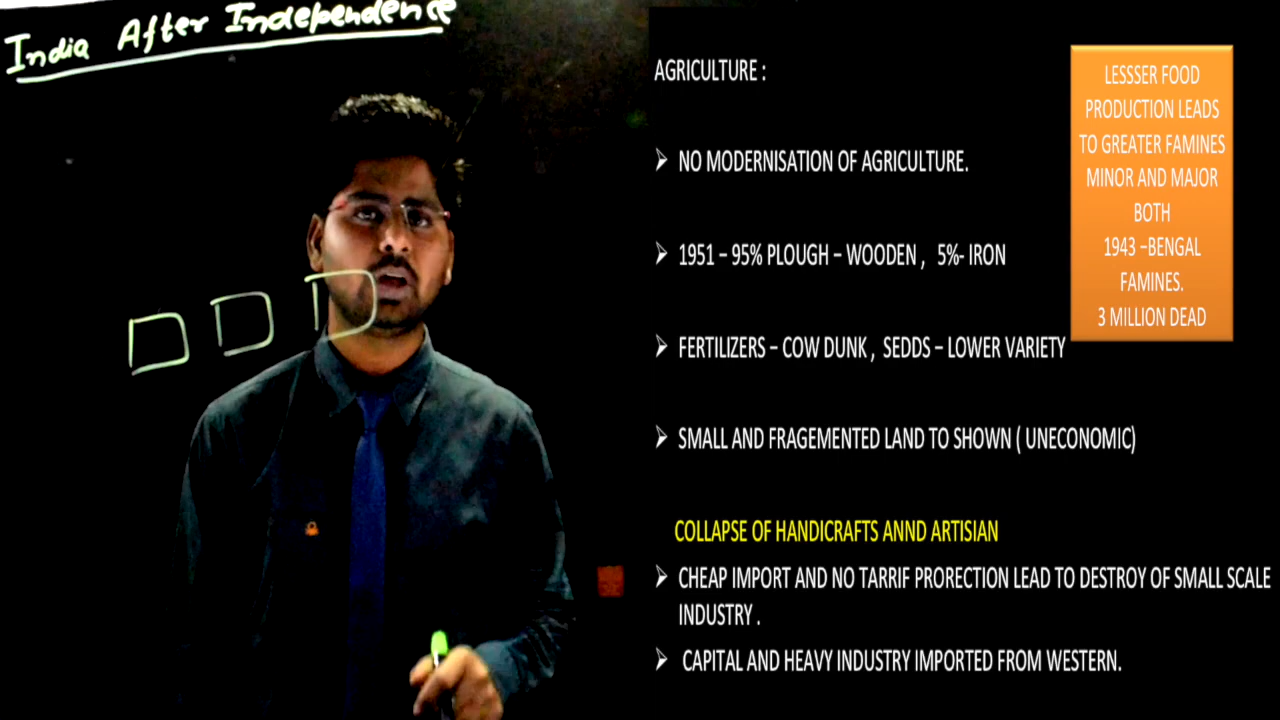 India After Independence
AGRICULTURE :
NO MODERNISATION OF AGRICULTURE.
1951 – 95% PLOUGH – WOODEN , 5%- IRON
FERTILIZERS – COW DUNK , SEDDS – LOWER VARIETY
SMALL AND FRAGEMENTED LAND TO SHOWN ( UNECONOMIC)
COLLAPSE OF HANDICRAFTS ANND ARTISIAN
CHEAP IMPORT AND NO TARRIF PRORECTION LEAD TO DESTROY OF SMALL SCALE
INDUSTRY .
CAPITAL AND HEAVY INDUSTRY IMPORTED FROM WESTERN.
LESSSER FOOD
PRODUCTION LEADS
TO GREATER FAMINES
MINOR AND MAJOR
BOTH
1943 –BENGAL
FAMINES.
3 MILLION DEAD